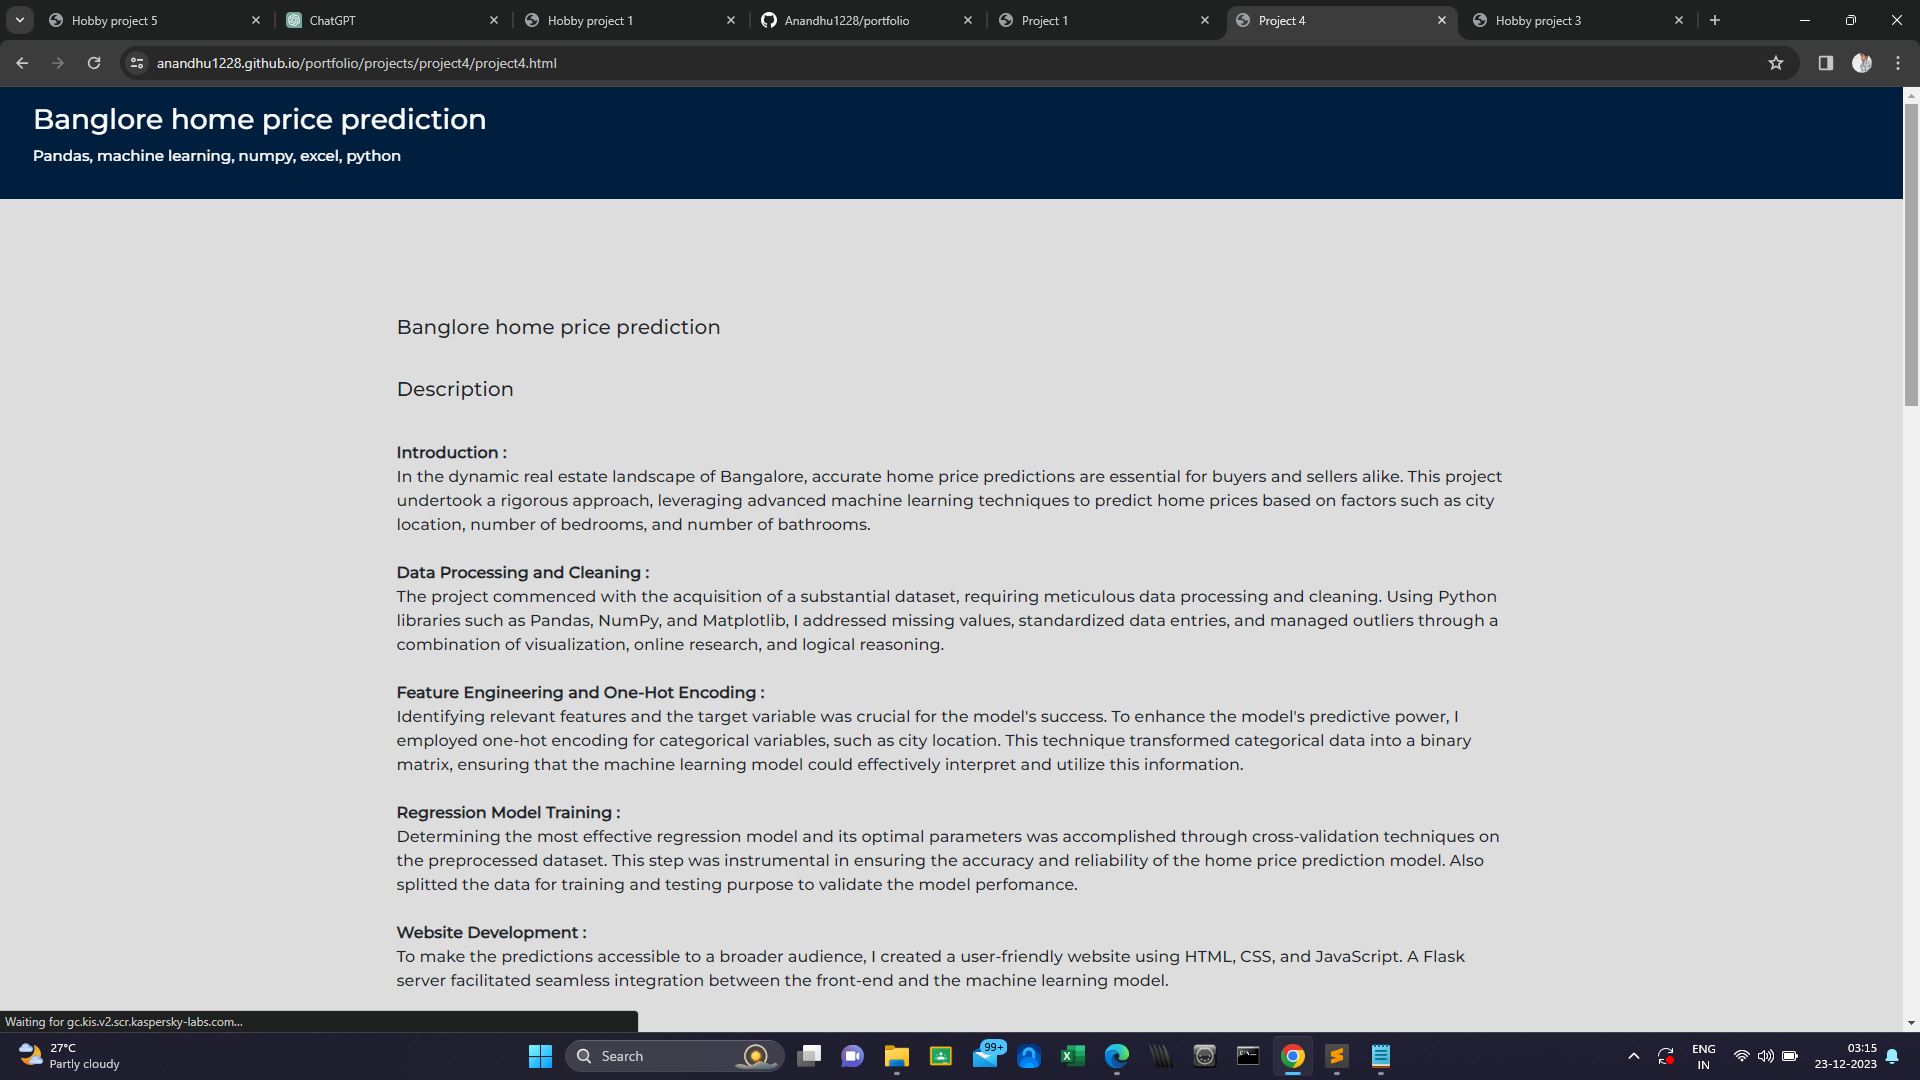 Hobby project 5
ChatGPT
Hobby project 1
Anandhu1228/portfolio
Project 1
Project 4
Hobby project 3
anandhu1228.github.io/portfolio/projects/project4/project4.html
Banglore home price prediction
Pandas, machine learning, numpy, excel, python
Banglore home price prediction
Description
Introduction :
In the dynamic real estate landscape of Bangalore, accurate home price predictions are essential for buyers and sellers alike. This project
undertook a rigorous approach, leveraging advanced machine learning techniques to predict home prices based on factors such as city
location, number of bedrooms, and number of bathrooms.
Data Processing and Cleaning :
The project commenced with the acquisition of a substantial dataset, requiring meticulous data processing and cleaning. Using Python
libraries such as Pandas, NumPy, and Matplotlib, I addressed missing values, standardized data entries, and managed outliers through a
combination of visualization, online research, and logical reasoning.
Feature Engineering and One-Hot Encoding :
Identifying relevant features and the target variable was crucial for the model's success. To enhance the model's predictive power, I
employed one-hot encoding for categorical variables, such as city location. This technique transformed categorical data into a binary
matrix, ensuring that the machine learning model could effectively interpret and utilize this information.
Regression Model Training :
Determining the most effective regression model and its optimal parameters was accomplished through cross-validation techniques on
the preprocessed dataset. This step was instrumental in ensuring the accuracy and reliability of the home price prediction model. Also
splitted the data for training and testing purpose to validate the model perfomance.
Website Development :
To make the predictions accessible to a broader audience, I created a user-friendly website using HTML, CSS, and JavaScript. A Flask
server facilitated seamless integration between the front-end and the machine learning model.
Waiting for gc.kis.v2.scr.kaspersky-labs.com...
27°C
Partly cloudy
Search
99+
ENG
IN
03:15
23-12-2023